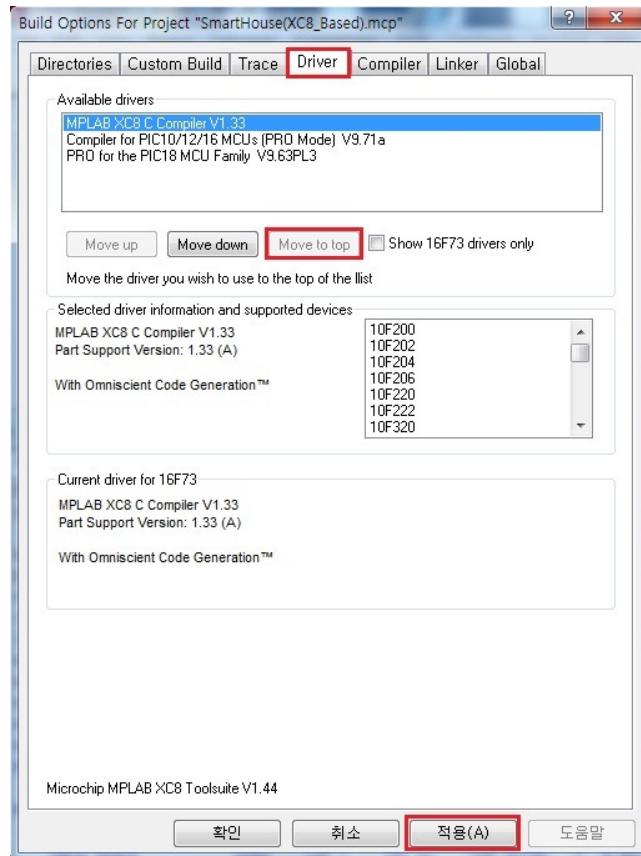 Build Options For Project "SmartHouse(XC8_Based).mcp"
Directories Custom Build Trace Driver Compiler Linker Global
Available drivers
MPLAB XC8 C Compiler V1.33
Compiler for PIC10/12/16 MCUs (PRO Mode) V9.71a
PRO for the PIC18 MCU Family V9.63PL3
Move up Move down Move to top Show 16F73 drivers only
Move the driver you wish to use to the top of the llist
Selected driver information and supported devices
MPLAB XC8 C Compiler V1.33
Part Support Version: 1.33 (A)
With Omniscient Code Generation™
10F200
10F202
10F204
10F206
10F220
10F222
10F320
Current driver for 16F73
MPLAB XC8 C Compiler V1.33
Part Support Version: 1.33 (A)
With Omniscient Code Generation™
Microchip MPLAB XC8 Toolsuite V1.44
확인 취소 적용(A) 도움말